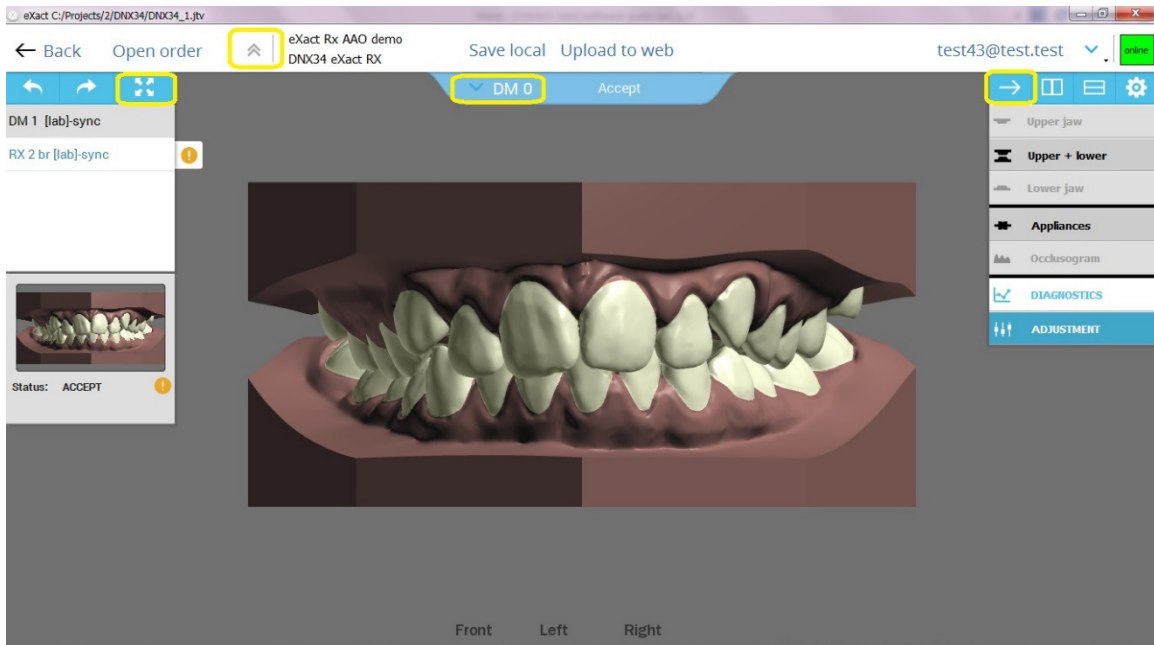 eXact C:/Projects/2/DNX34/DNX34_1.jtv
Back Open order
eXact Rx AAO demo
DNX34 eXact RX
Save local Upload to web
test43@test.test
online
DM 0 Accept
DM 1 [lab]-sync
RX 2 br [lab]-sync
Status: ACCEPT
Upper jaw
Upper + lower
Lower jaw
Appliances
Occlusogram
DIAGNOSTICS
ADJUSTMENT
Front Left Right